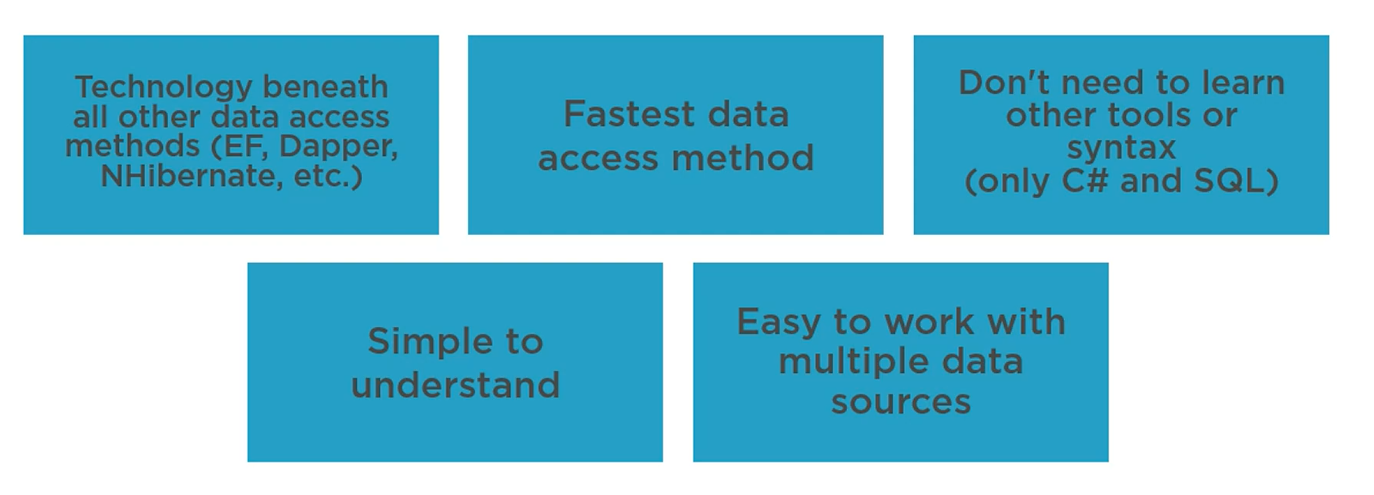 Technology beneath
all other data access
methods (EF, Dapper,
NHibernate, etc.)
Fastest data
access method
Don't need to learn
other tools or
syntax
(only C# and SQL)
Simple to
understand
Easy to work with
multiple data
sources